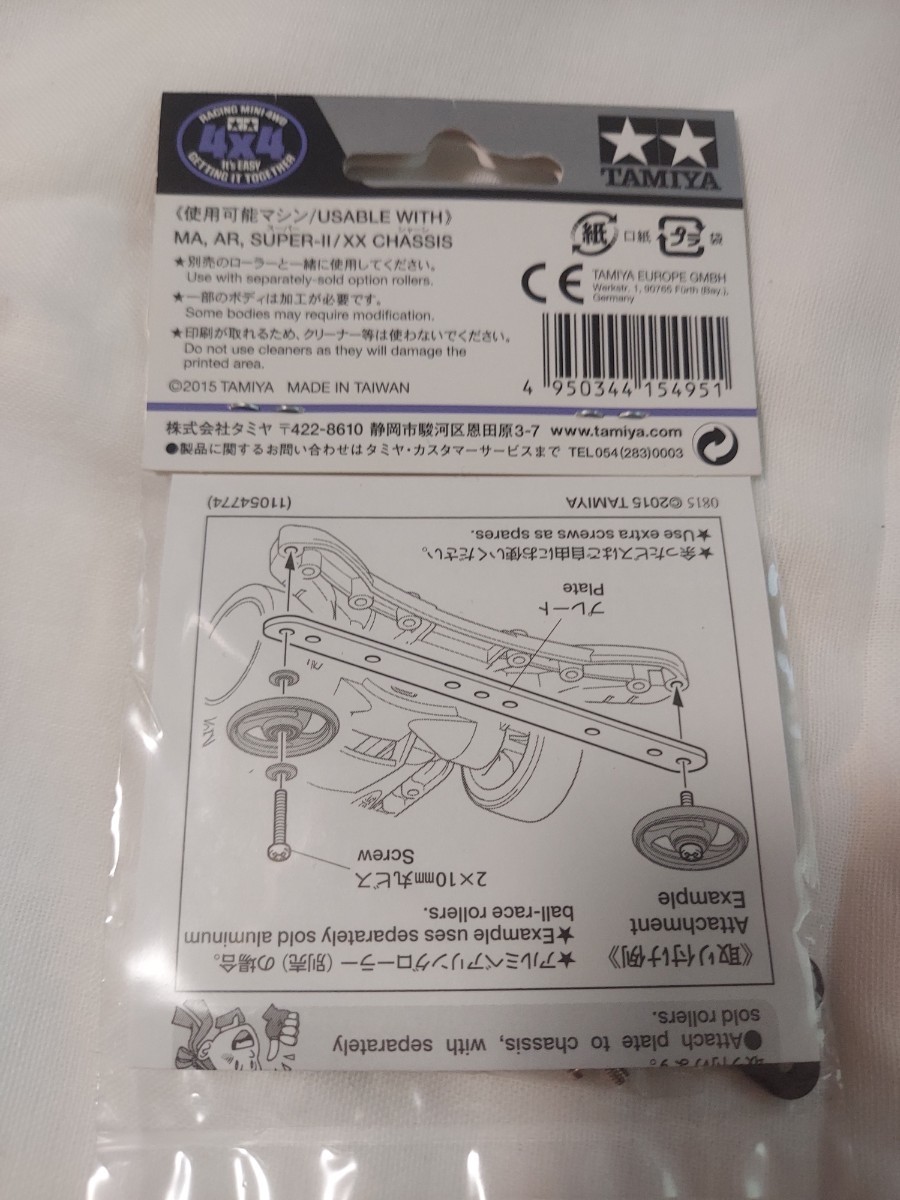 RACING MINI 4WD
4x4
It's EASY
GETTING IT TOGETHER
TAMIYA
《使用可能マシン/USABLE WITH》
スーパー シャーシ
MA, AR, SUPER-II/XX CHASSIS
★別売のローラーと一緒に使用してください。
Use with separately-sold option rollers.
★一部のボディは加工が必要です。
Some bodies may require modification.
★印刷が取れるため、クリーナー等は使わないでください。
Do not use cleaners as they will damage the
printed area.
©2015 TAMIYA MADE IN TAIWAN
紙 口紙 プラ 袋
CE TAMIYA EUROPE GMBH
Werkstr. 1, 90765 Fürth (Bay.),
Germany
4 950344 154951
株式会社タミヤ 〒422-8610 静岡市駿河区恩田原3-7 www.tamiya.com
●製品に関するお問い合わせはタミヤ・カスタマーサービスまで TEL054(283)0003
●Attach plate to chassis, with separately
sold rollers.
《取り付け例》
Attachment
Example
★アルミベアリングローラー（別売）の場合。
★Example uses separately sold aluminum
ball-race rollers.
2×10mm丸ビス
Screw
プレート
Plate
★余ったビスはご自由にお使いください。
★Use extra screws as spares.
0815 ©2015 TAMIYA
(11054774)